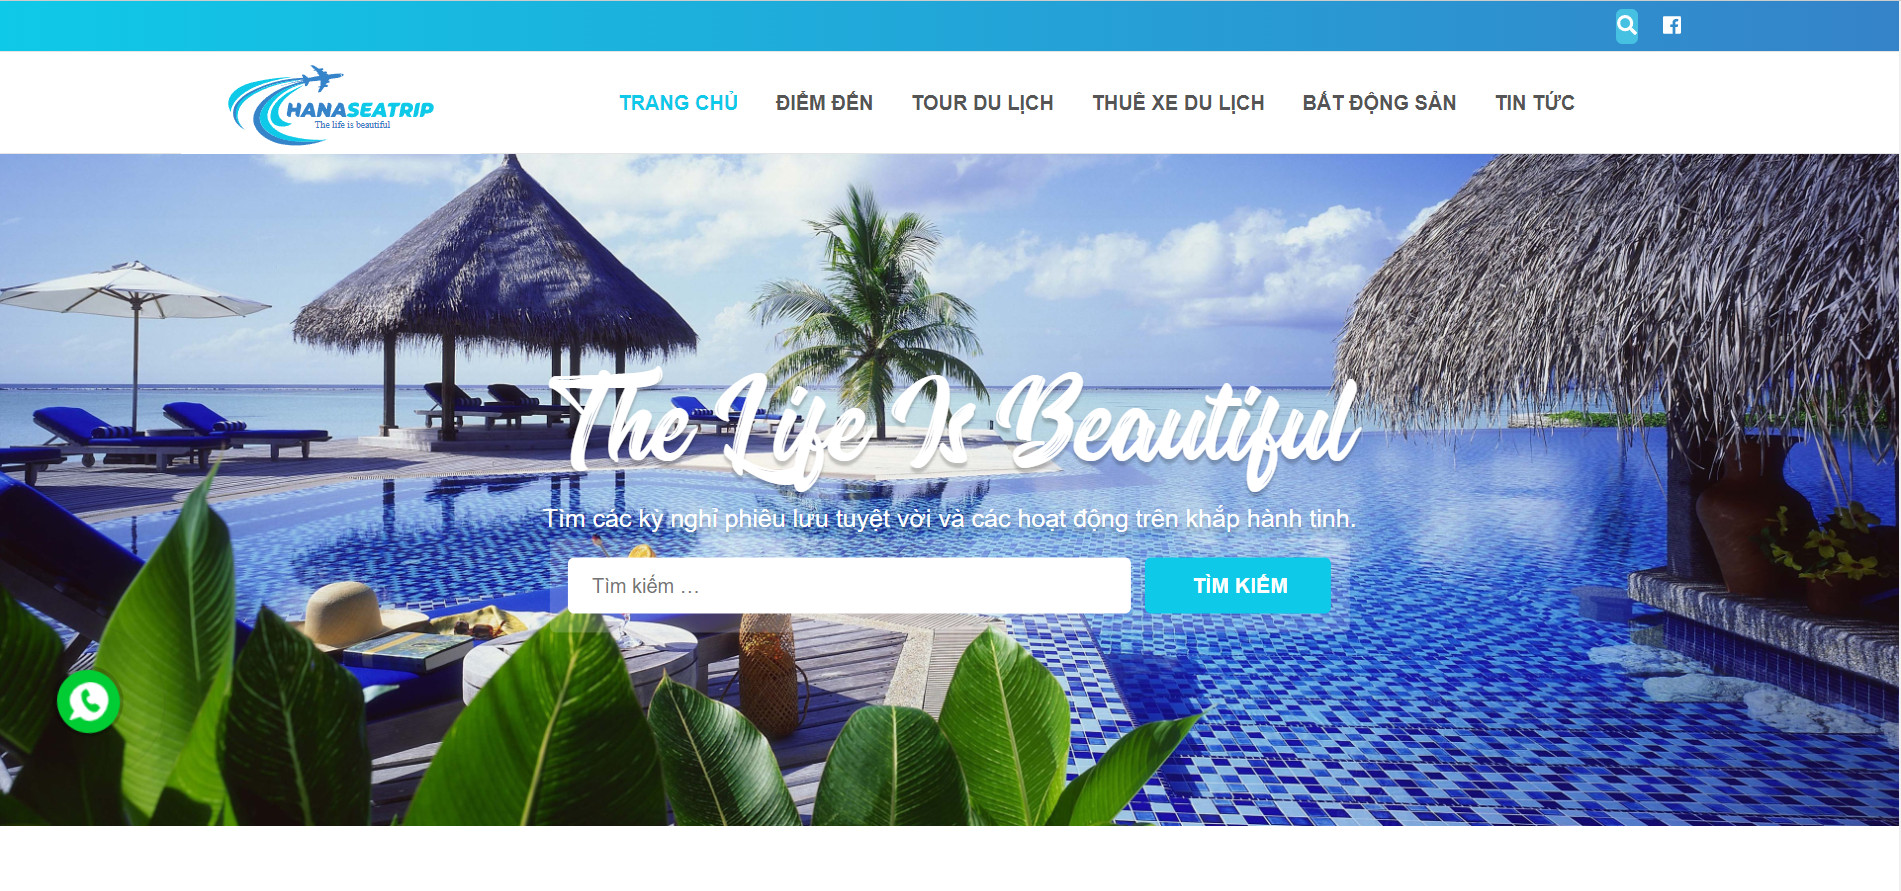 HANASEATRIP
The life is beautiful
TRANG CHỦ ĐIỂM ĐẾN TOUR DU LỊCH THUÊ XE DU LỊCH BẤT ĐỘNG SẢN TIN TỨC
The Life Is Beautiful
Tìm các kỳ nghỉ phiêu lưu tuyệt vời và các hoạt động trên khắp hành tinh.
Tìm kiếm … TÌM KIẾM